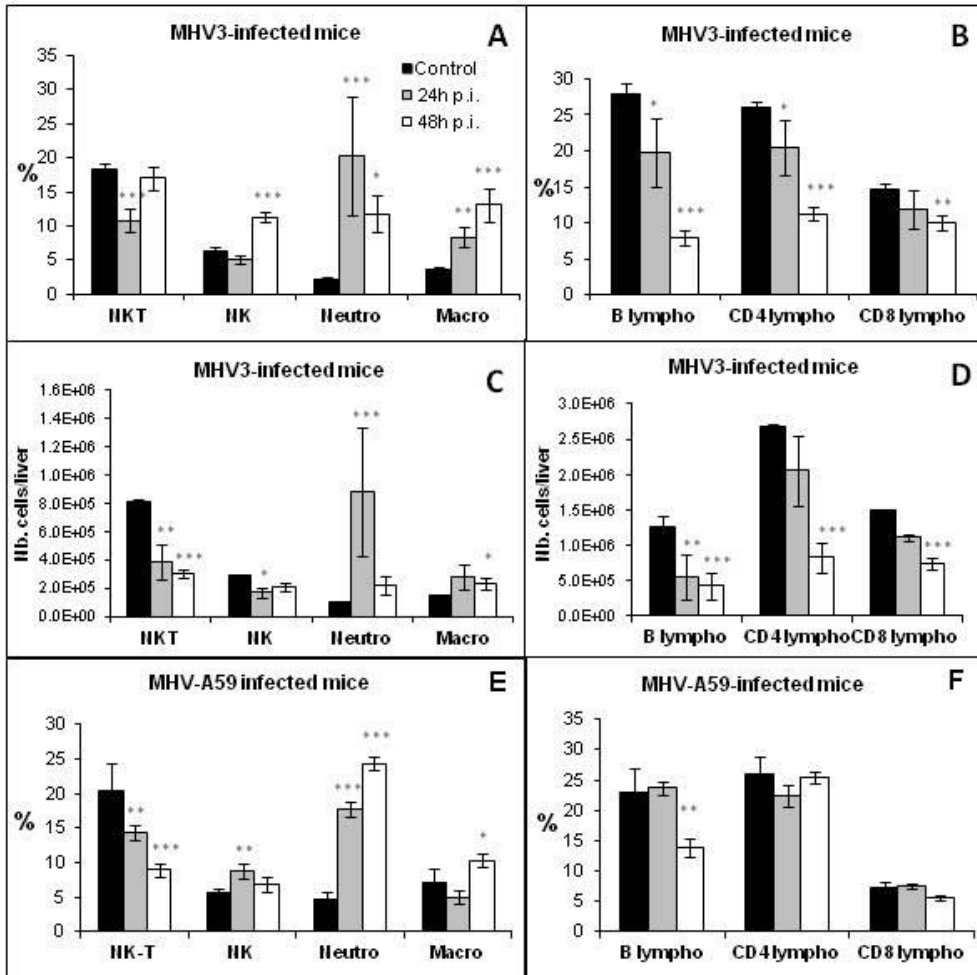 MHV3-infected mice A
35
30
25
20
15
10
5
0
%
Control
24h p.i.
48h p.i.
***
***
***
*
**
***
NKT NK Neutro Macro
MHV3-infected mice B
30
25
20
15
10
5
0
%
*
***
*
***
**
B lympho CD4 lympho CD8 lympho
MHV3-infected mice C
1.6E+06
1.4E+06
1.2E+06
1.0E+06
8.0E+05
6.0E+05
4.0E+05
2.0E+05
0.0E+00
Nb. cells/liver
**
***
*
***
*
NKT NK Neutro Macro
MHV3-infected mice D
3.0E+06
2.5E+06
2.0E+06
1.5E+06
1.0E+06
5.0E+05
0.0E+00
Nb. cells/liver
**
***
***
***
B lympho CD4 lympho CD8 lympho
MHV-A59 infected mice E
30
25
20
15
10
5
0
%
**
***
**
***
***
*
NK-T NK Neutro Macro
MHV-A59-infected mice F
35
30
25
20
15
10
5
0
%
**
B lympho CD4 lympho CD8 lympho